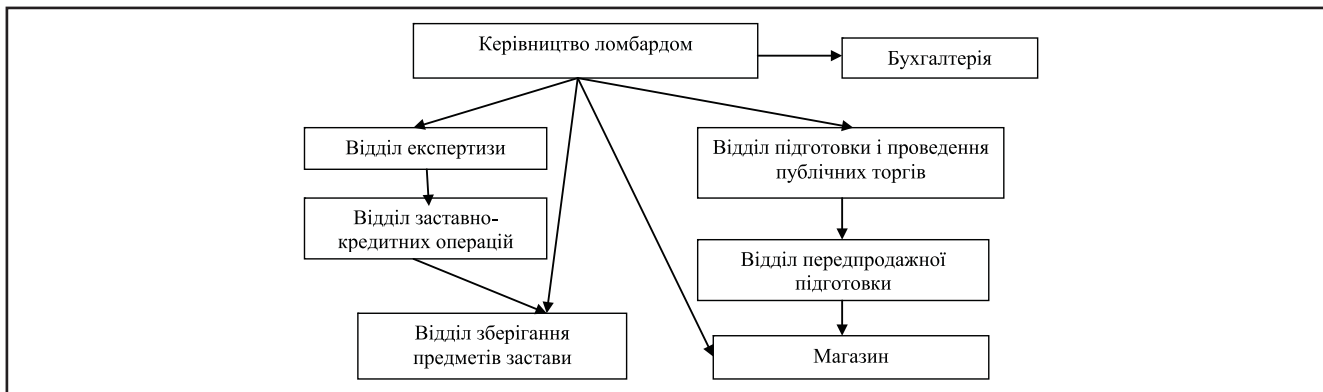 Керівництво ломбардом
Бухгалтерія
Відділ експертизи
Відділ підготовки і проведення
публічних торгів
Відділ заставно-
кредитних операцій
Відділ передпродажної
підготовки
Відділ зберігання
предметів застави
Магазин